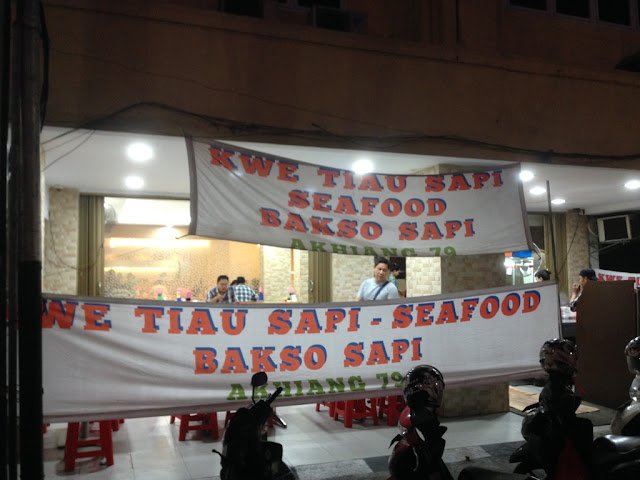 KWE TIAU SAPI
SEAFOOD
BAKSO SAPI
AKHIANG 79
KWE TIAU SAPI - SEAFOOD
BAKSO SAPI
AKHIANG 79